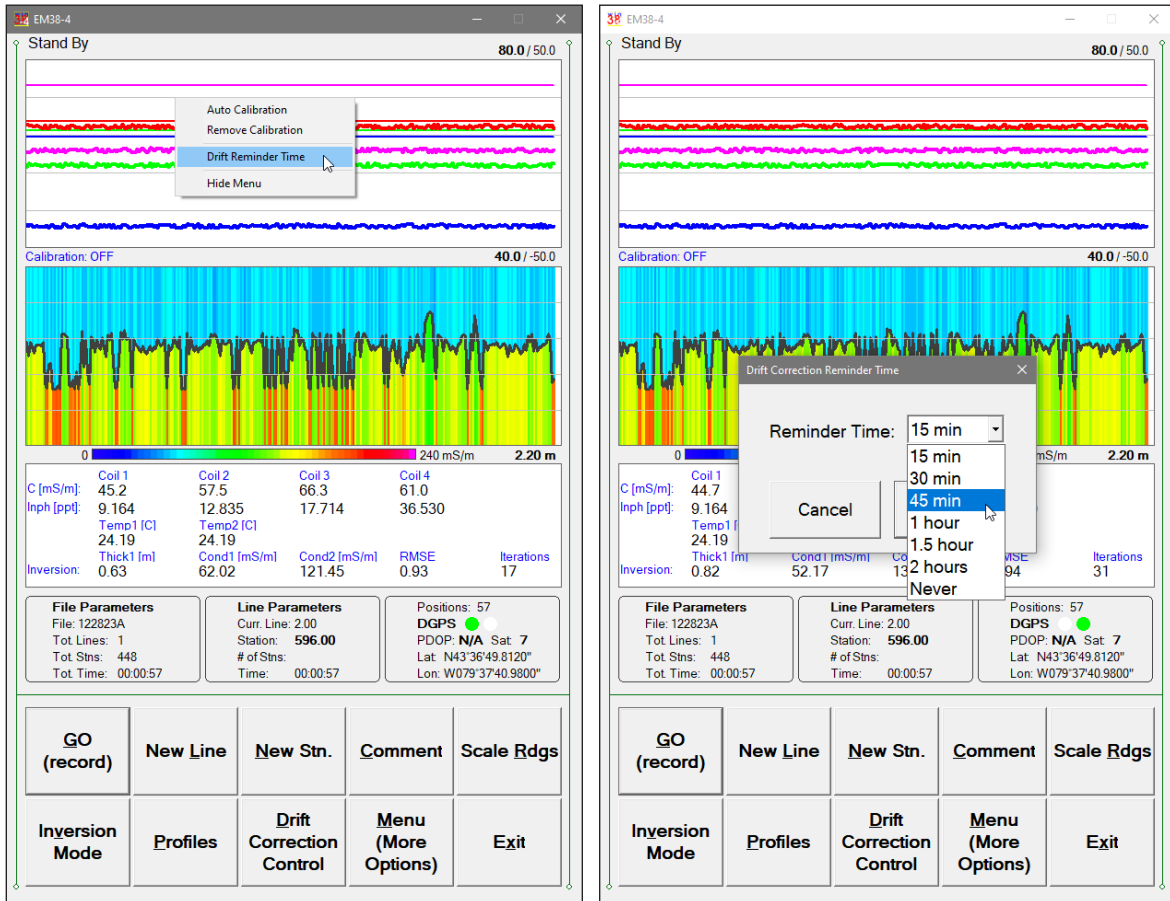 EM38-4
Stand By
80.0 / 50.0
Auto Calibration
Remove Calibration
Drift Reminder Time
Hide Menu
Calibration: OFF
40.0 / -50.0
0
240 mS/m
2.20 m
Coil 1 Coil 2 Coil 3 Coil 4
C [mS/m]: 45.2 57.5 66.3 61.0
Inph [ppt]: 9.164 12.835 17.714 36.530
Temp1 [C] Temp2 [C]
24.19 24.19
Thick1 [m] Cond1 [mS/m] Cond2 [mS/m] RMSE Iterations
Inversion: 0.63 62.02 121.45 0.93 17
File Parameters
File: 122823A
Tot. Lines: 1
Tot. Stns: 448
Tot. Time: 00:00:57
Line Parameters
Curr. Line: 2.00
Station: 596.00
# of Stns:
Time: 00:00:57
Positions: 57
DGPS
PDOP: N/A Sat: 7
Lat: N43°36'49.8120"
Lon: W079°37'40.9800"
GO
(record)
New Line
New Stn.
Comment
Scale Rdgs
Inversion
Mode
Profiles
Drift
Correction
Control
Menu
(More
Options)
Exit
EM38-4
Stand By
80.0 / 50.0
Calibration: OFF
40.0 / -50.0
Drift Correction Reminder Time
Reminder Time: 15 min
15 min
30 min
45 min
1 hour
1.5 hour
2 hours
Never
Cancel
0
mS/m
2.20 m
Coil 1
C [mS/m]: 44.7
Inph [ppt]: 9.164
Temp1
24.19
Thick1 [m] Cond1 [mS/m] Co MSE Iterations
Inversion: 0.82 52.17 13 94 31
File Parameters
File: 122823A
Tot. Lines: 1
Tot. Stns: 448
Tot. Time: 00:00:57
Line Parameters
Curr. Line: 2.00
Station: 596.00
# of Stns:
Time: 00:00:57
Positions: 57
DGPS
PDOP: N/A Sat: 7
Lat: N43°36'49.8120"
Lon: W079°37'40.9800"
GO
(record)
New Line
New Stn.
Comment
Scale Rdgs
Inversion
Mode
Profiles
Drift
Correction
Control
Menu
(More
Options)
Exit